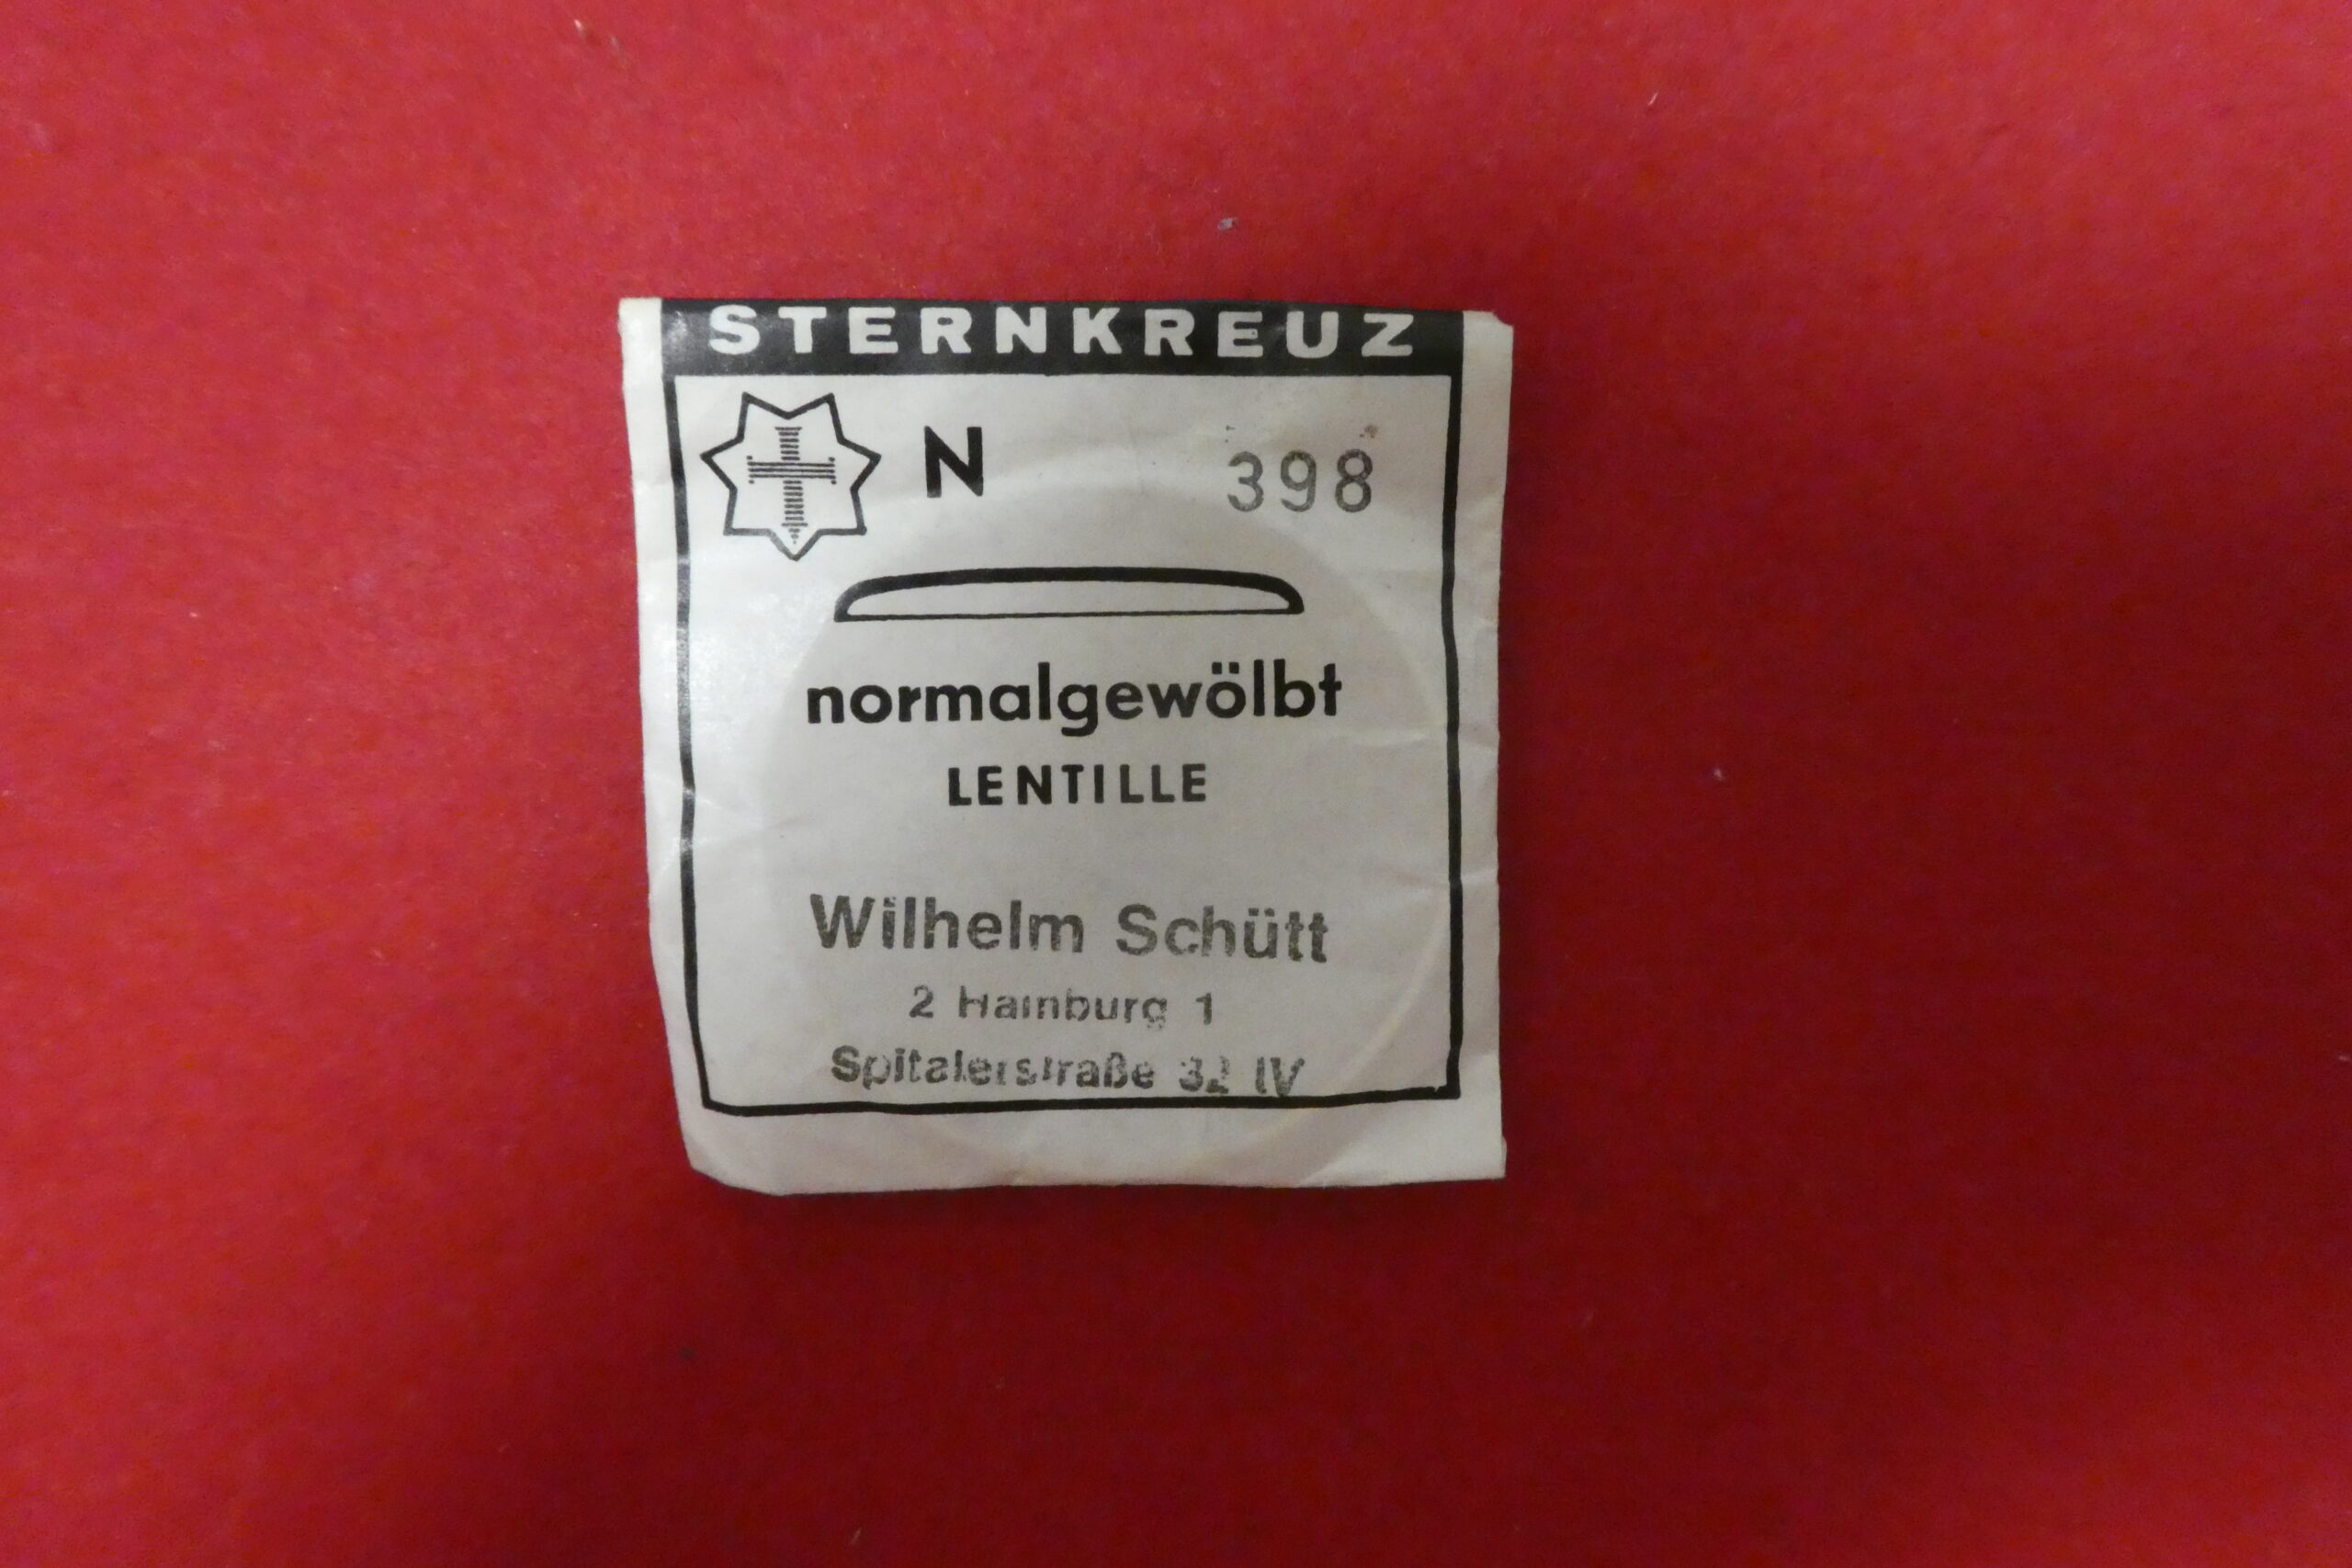 STERNKREUZ
N 398
normalgewölbt
LENTILLE
Wilhelm Schütt
2 Hamburg 1
Spitalerstraße 32 IV